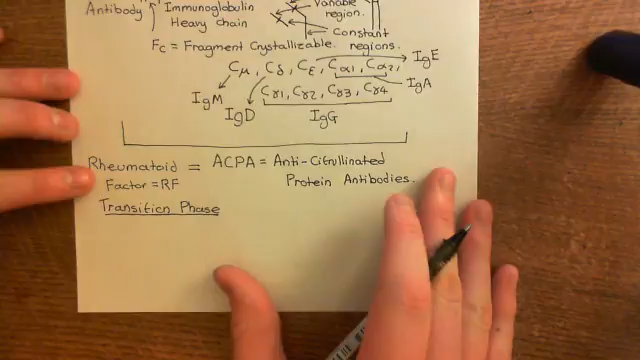 Antibody Immunoglobulin Variable
Heavy chain region.
Constant
Fc = Fragment Crystallizable regions.
Cμ, Cδ, Cε, Cα1, Cα2, IgE
IgM Cγ1, Cγ2, Cγ3, Cγ4 IgA
IgD IgG
Rheumatoid = ACPA = Anti-Citrullinated
Factor = RF Protein Antibodies.
Transition Phase